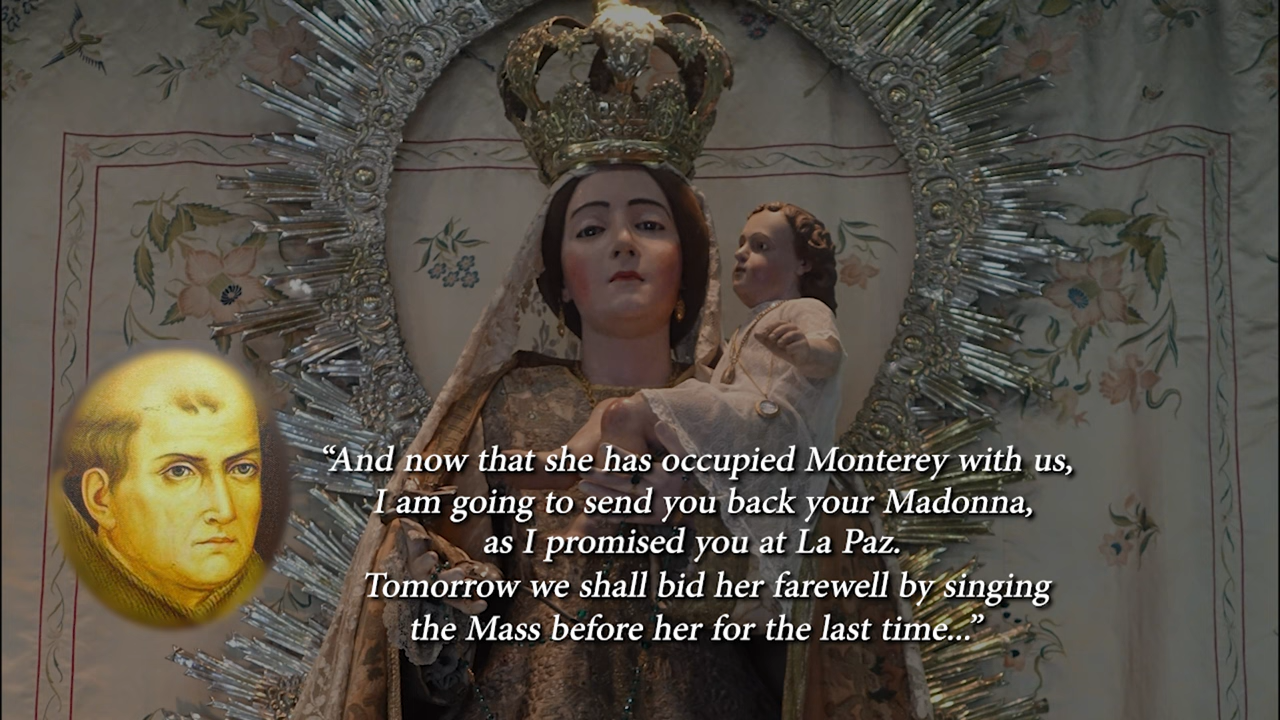 “And now that she has occupied Monterey with us,
I am going to send you back your Madonna,
as I promised you at La Paz.
Tomorrow we shall bid her farewell by singing
the Mass before her for the last time...”